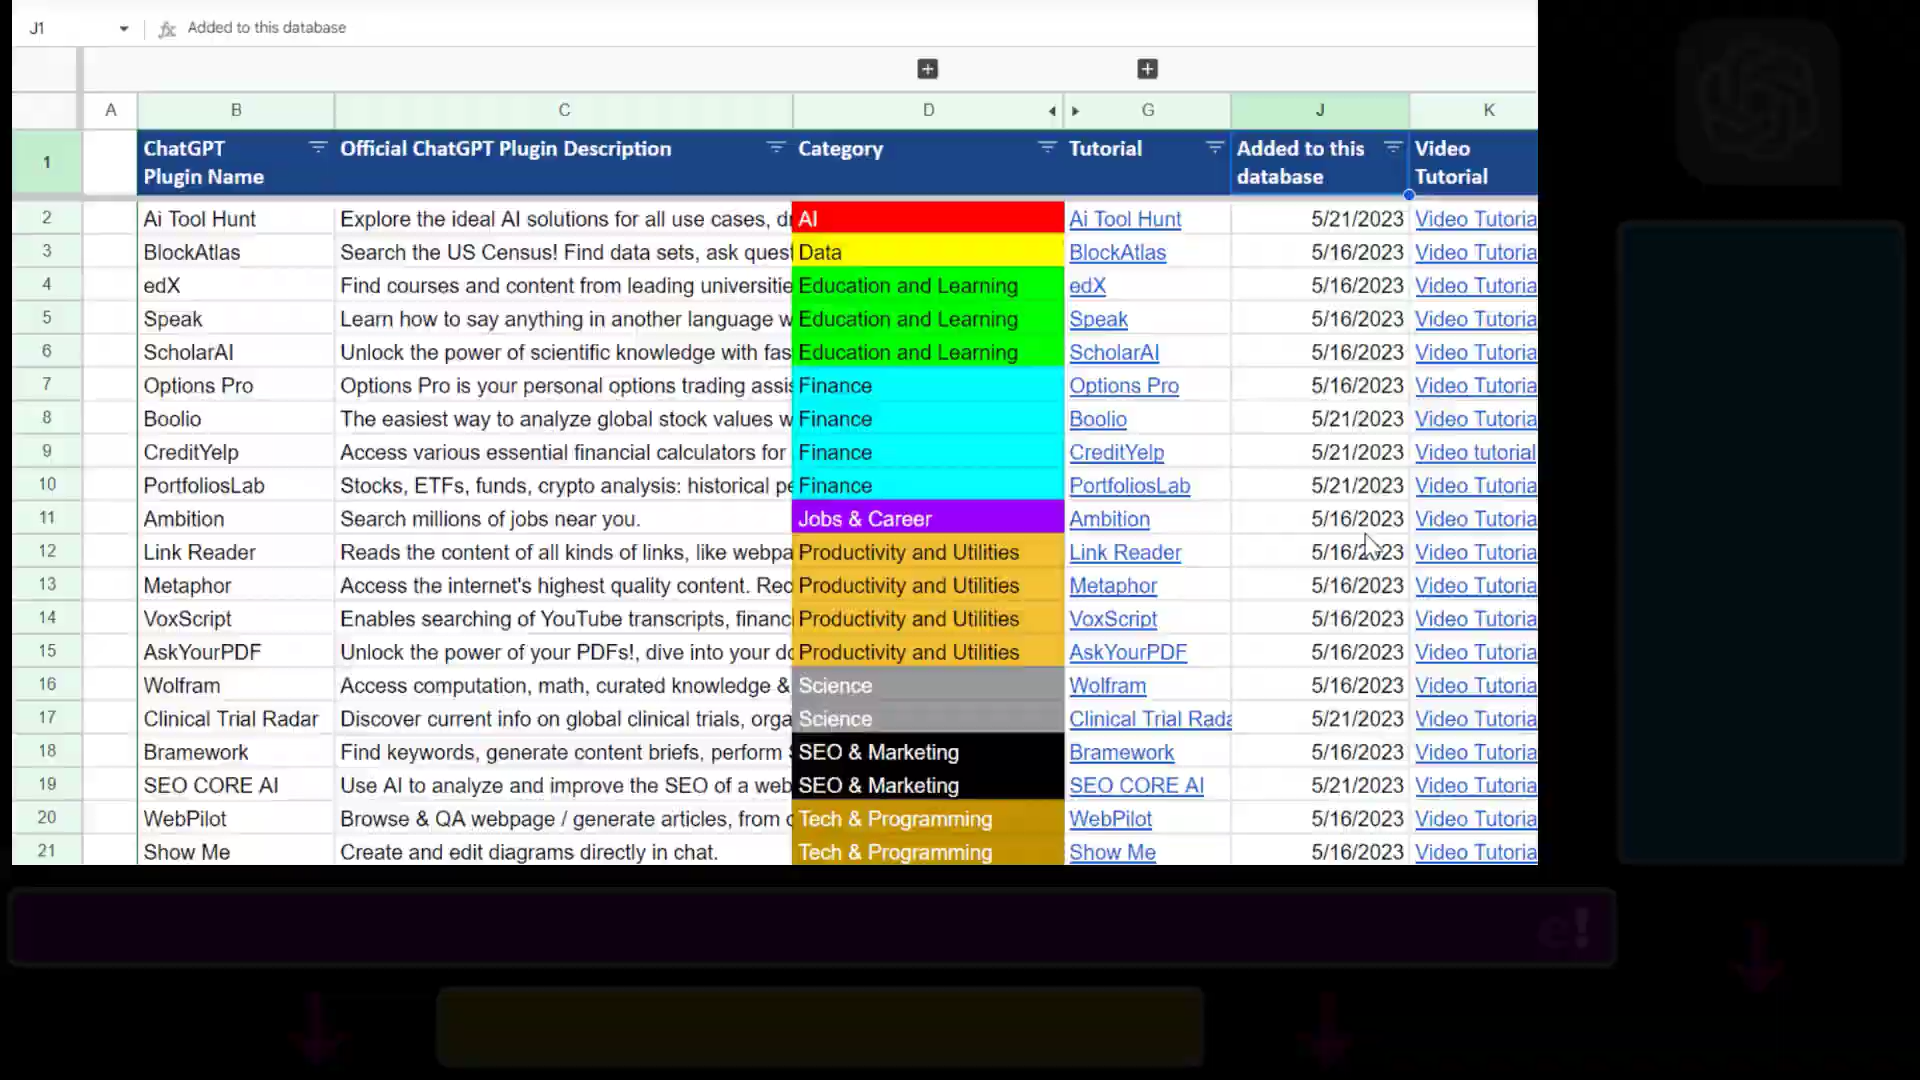 J1 fx Added to this database
A B C D G J K
1 ChatGPT Plugin Name Official ChatGPT Plugin Description Category Tutorial Added to this database Video Tutorial
2 Ai Tool Hunt Explore the ideal AI solutions for all use cases, dr AI Ai Tool Hunt 5/21/2023 Video Tutoria
3 BlockAtlas Search the US Census! Find data sets, ask quest Data BlockAtlas 5/16/2023 Video Tutoria
4 edX Find courses and content from leading universitie Education and Learning edX 5/16/2023 Video Tutoria
5 Speak Learn how to say anything in another language w Education and Learning Speak 5/16/2023 Video Tutoria
6 ScholarAI Unlock the power of scientific knowledge with fas Education and Learning ScholarAI 5/16/2023 Video Tutoria
7 Options Pro Options Pro is your personal options trading assis Finance Options Pro 5/16/2023 Video Tutoria
8 Boolio The easiest way to analyze global stock values w Finance Boolio 5/21/2023 Video Tutoria
9 CreditYelp Access various essential financial calculators for Finance CreditYelp 5/21/2023 Video tutorial
10 PortfoliosLab Stocks, ETFs, funds, crypto analysis: historical pe Finance PortfoliosLab 5/21/2023 Video Tutoria
11 Ambition Search millions of jobs near you. Jobs & Career Ambition 5/16/2023 Video Tutoria
12 Link Reader Reads the content of all kinds of links, like webpa Productivity and Utilities Link Reader 5/16/2023 Video Tutoria
13 Metaphor Access the internet's highest quality content. Rec Productivity and Utilities Metaphor 5/16/2023 Video Tutoria
14 VoxScript Enables searching of YouTube transcripts, financ Productivity and Utilities VoxScript 5/16/2023 Video Tutoria
15 AskYourPDF Unlock the power of your PDFs!, dive into your do Productivity and Utilities AskYourPDF 5/16/2023 Video Tutoria
16 Wolfram Access computation, math, curated knowledge & Science Wolfram 5/16/2023 Video Tutoria
17 Clinical Trial Radar Discover current info on global clinical trials, orga Science Clinical Trial Rada 5/21/2023 Video Tutoria
18 Bramework Find keywords, generate content briefs, perform S SEO & Marketing Bramework 5/16/2023 Video Tutoria
19 SEO CORE AI Use AI to analyze and improve the SEO of a web SEO & Marketing SEO CORE AI 5/21/2023 Video Tutoria
20 WebPilot Browse & QA webpage / generate articles, from o Tech & Programming WebPilot 5/16/2023 Video Tutoria
21 Show Me Create and edit diagrams directly in chat. Tech & Programming Show Me 5/16/2023 Video Tutoria
e!